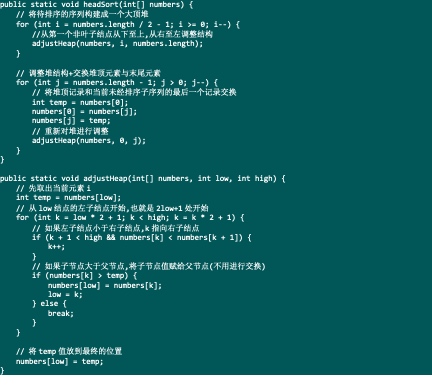 public static void headSort(int[] numbers) {
// 将待排序的序列构建成一个大顶堆
for (int i = numbers.length / 2 - 1; i >= 0; i--) {
//从第一个非叶子结点从下至上,从右至左调整结构
adjustHeap(numbers, i, numbers.length);
}
// 调整堆结构+交换堆顶元素与末尾元素
for (int j = numbers.length - 1; j > 0; j--) {
// 将堆顶记录和当前未经排序子序列的最后一个记录交换
int temp = numbers[0];
numbers[0] = numbers[j];
numbers[j] = temp;
// 重新对堆进行调整
adjustHeap(numbers, 0, j);
}
}
public static void adjustHeap(int[] numbers, int low, int high) {
// 先取出当前元素 i
int temp = numbers[low];
// 从 low 结点的左子结点开始,也就是 2low+1 处开始
for (int k = low * 2 + 1; k < high; k = k * 2 + 1) {
// 如果左子结点小于右子结点,k 指向右子结点
if (k + 1 < high && numbers[k] < numbers[k + 1]) {
k++;
}
// 如果子节点大于父节点,将子节点值赋给父节点(不用进行交换)
if (numbers[k] > temp) {
numbers[low] = numbers[k];
low = k;
} else {
break;
}
}
// 将 temp 值放到最终的位置
numbers[low] = temp;
}